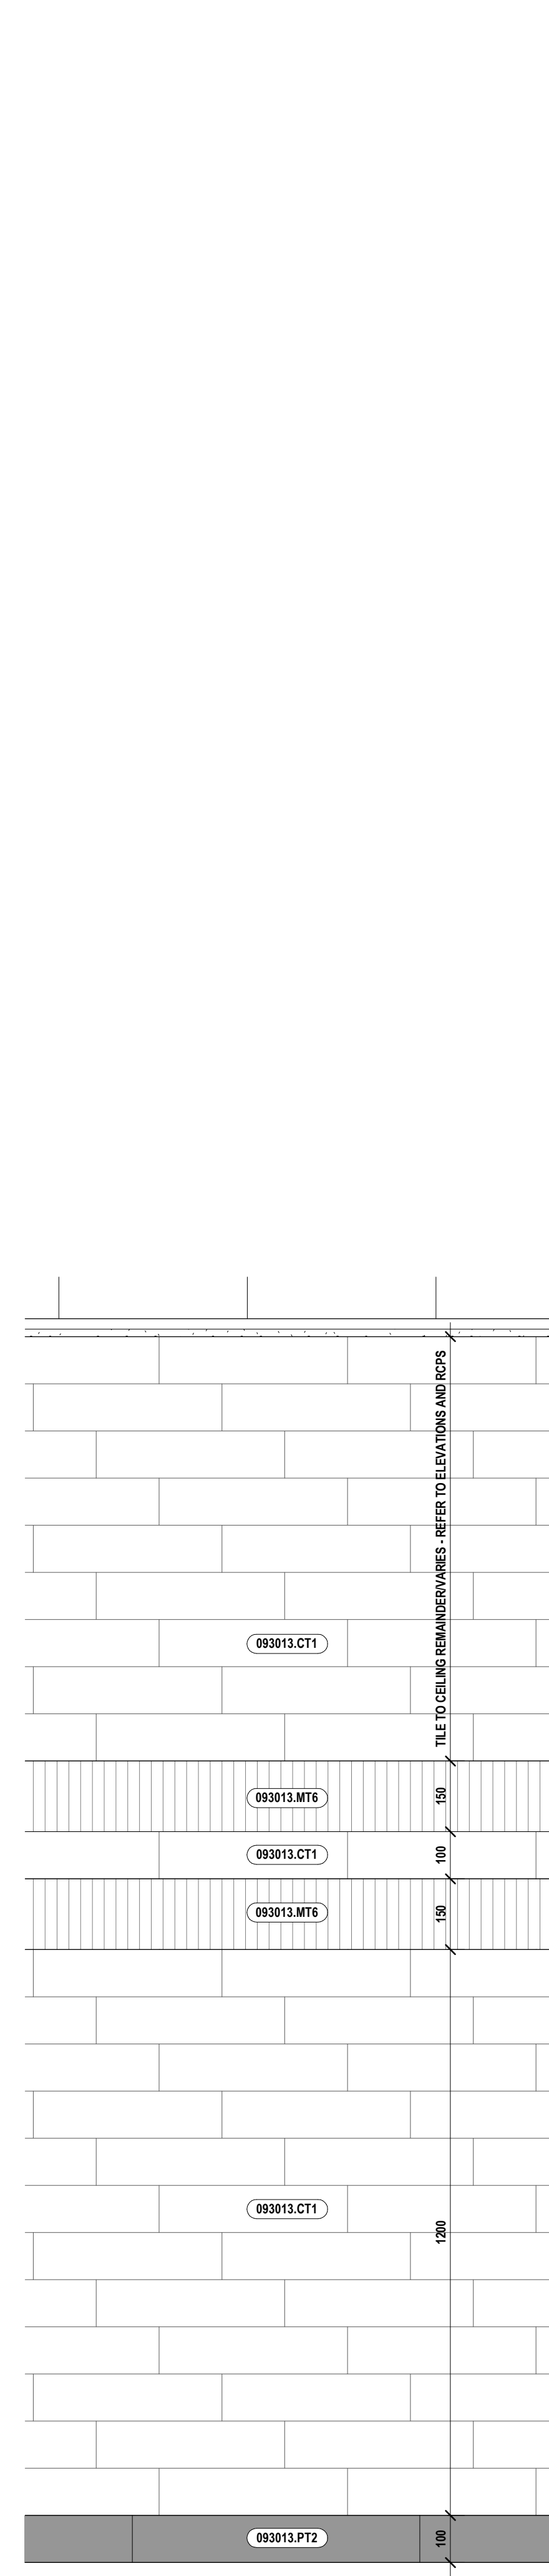 TILE TO CEILING REMAINDER/VARIES - REFER TO ELEVATIONS AND RCPS
093013.CT1
093013.MT6
150
093013.CT1
100
093013.MT6
150
093013.CT1
1200
093013.PT2
100